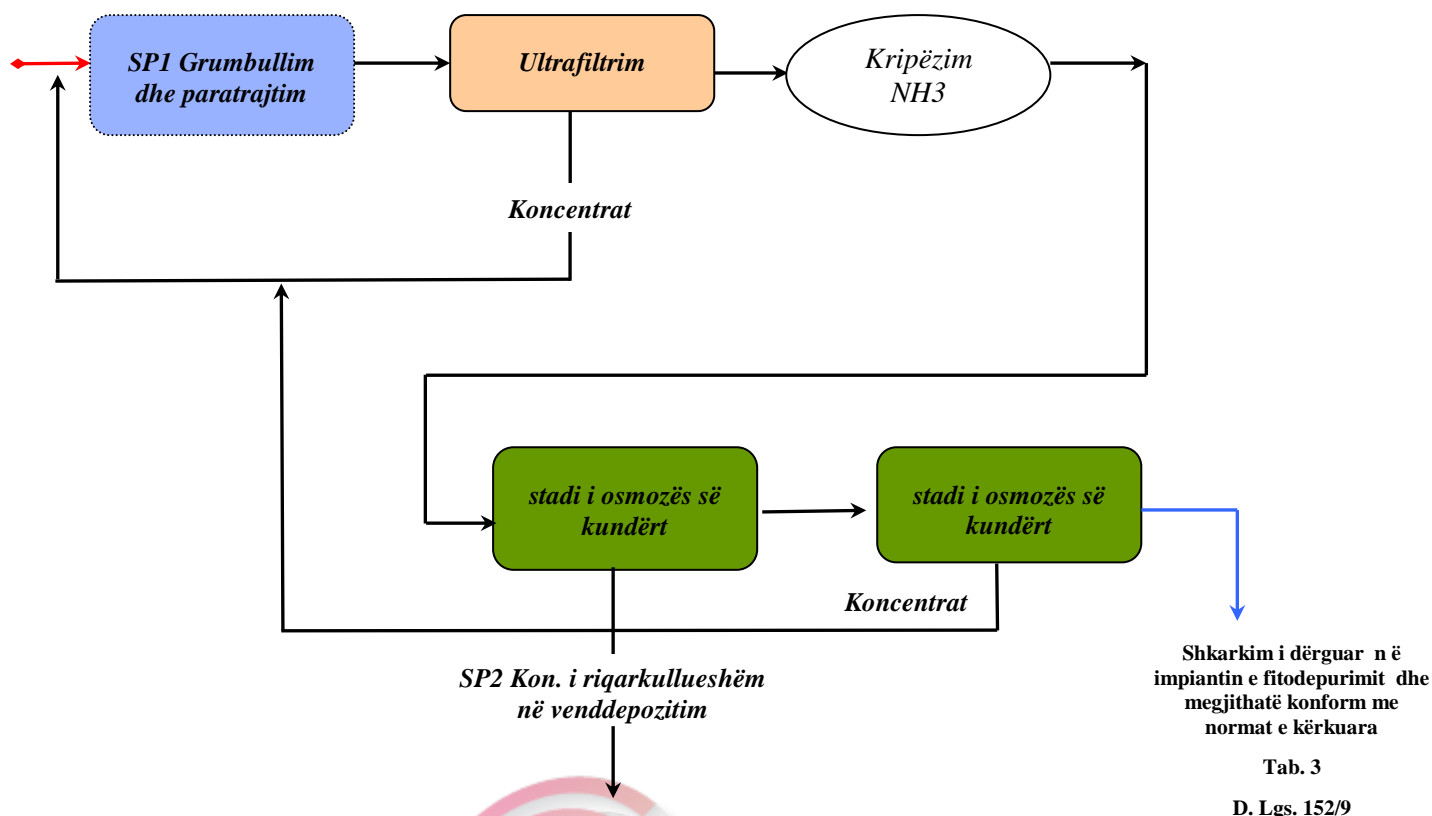 SP1 Grumbullim
dhe paratrajtim
Ultrafiltrim
Kripëzim
NH3
Koncentrat
stadi i osmozës së
kundërt
stadi i osmozës së
kundërt
Koncentrat
SP2 Kon. i riqarkullueshëm
në venddepozitim
Shkarkim i dërguar n ë
impiantin e fitodepurimit dhe
megjithatë konform me
normat e kërkuara
Tab. 3
D. Lgs. 152/9